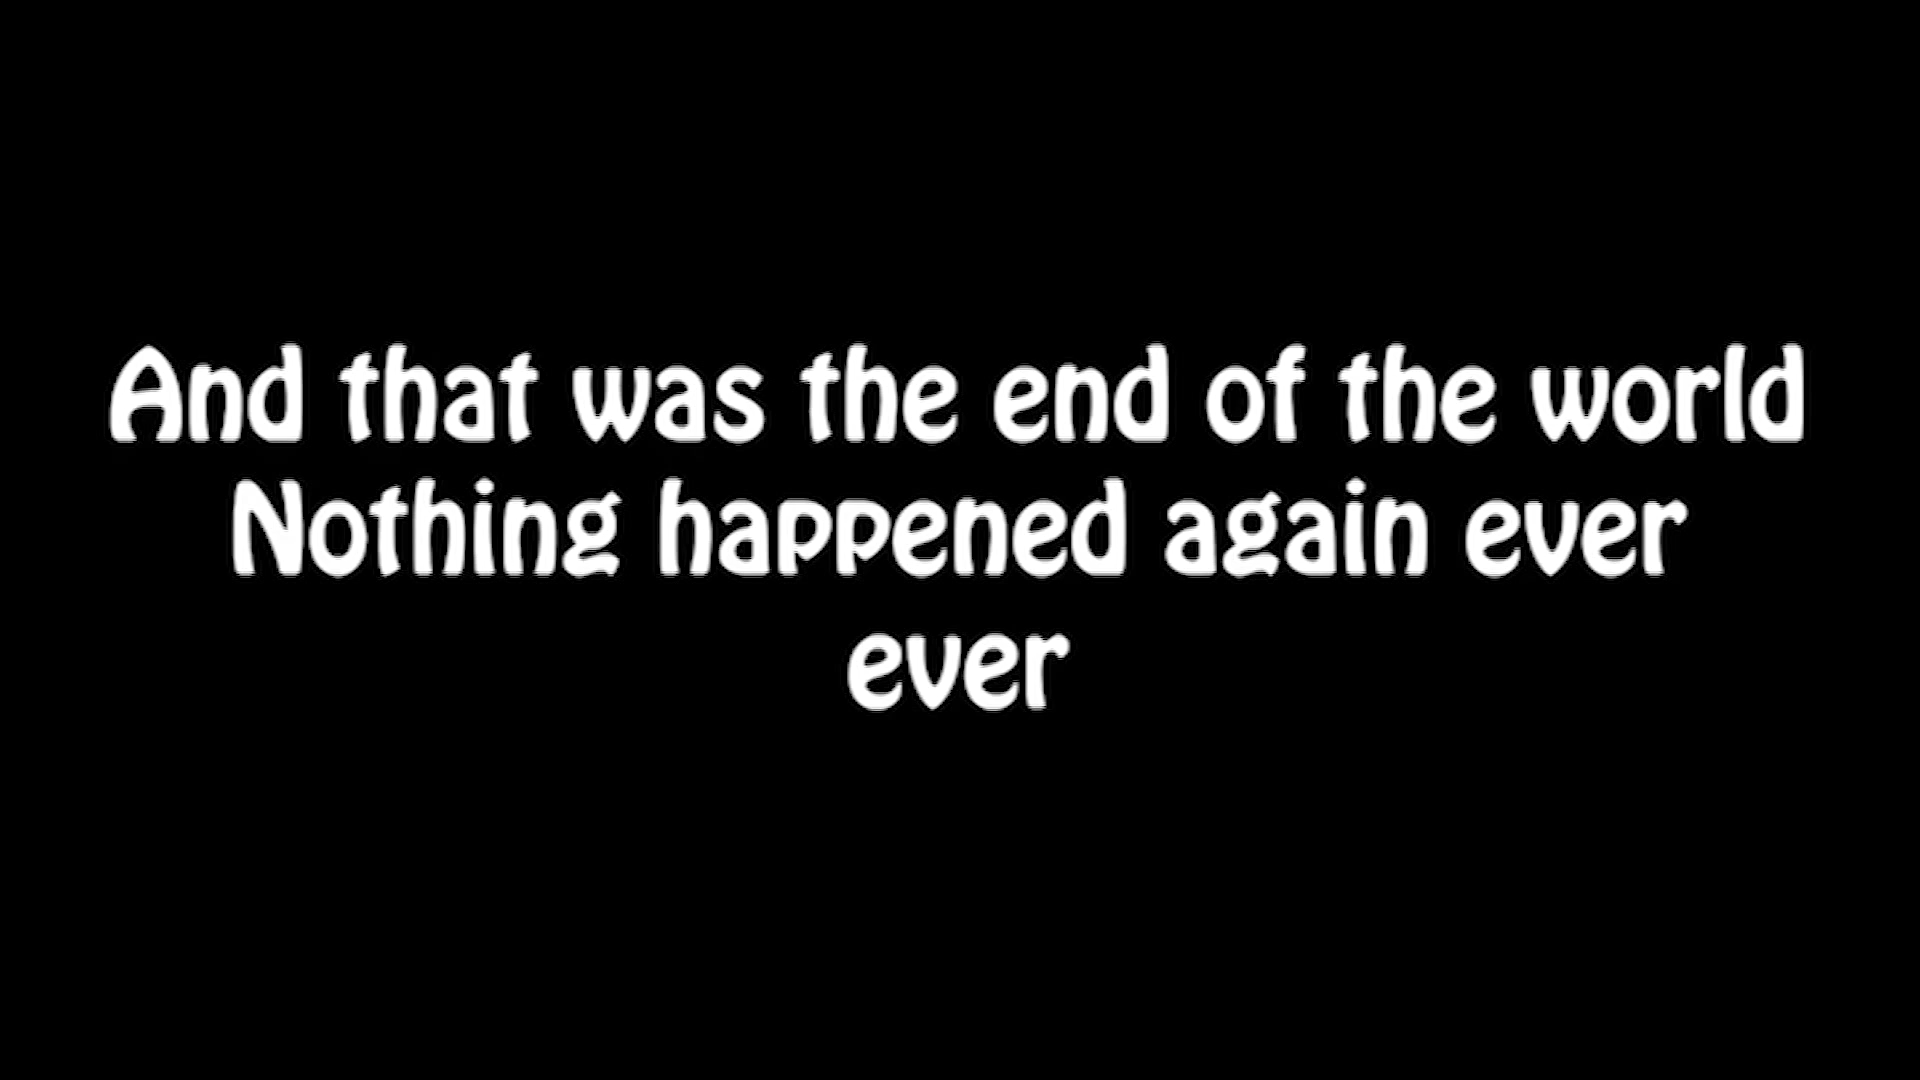 And that was the end of the world
Nothing happened again ever
ever